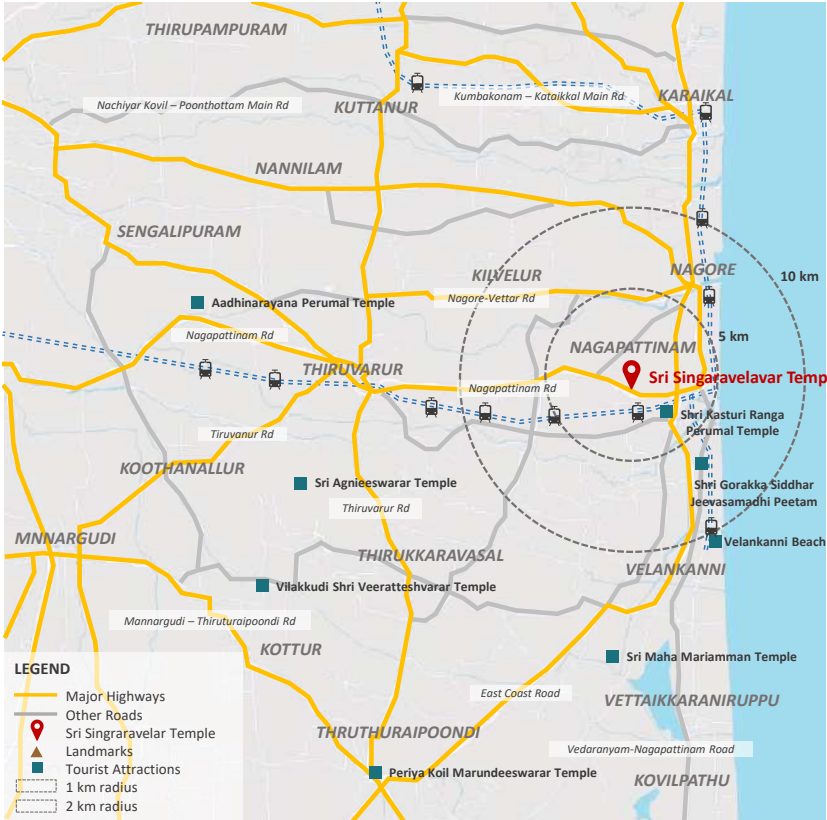 THIRUPAMPURAM
Nachiyar Kovil – Poonthottam Main Rd
KUTTANUR
Kumbakonam – Kataikkal Main Rd
KARAIKAL
NANNILAM
SENGALIPURAM
KILVELUR
NAGORE
10 km
Aadhinarayana Perumal Temple
Nagore-Vettar Rd
Nagapattinam Rd
5 km
NAGAPATTINAM
THIRUVARUR
Sri Singaravelavar Temp
Nagapattinam Rd
Shri Kasturi Ranga
Perumal Temple
Tiruvanur Rd
KOOTHANALLUR
Sri Agnieeswarar Temple
Shri Gorakka Siddhar
Jeevasamadhi Peetam
Thiruvarur Rd
MNNARGUDI
Velankanni Beach
THIRUKKARAVASAL
VELANKANNI
Vilakkudi Shri Veeratteshvarar Temple
Mannargudi – Thiruturaipoondi Rd
KOTTUR
Sri Maha Mariamman Temple
East Coast Road
VETTAIKKARANIRUPPU
THRUTHURAIPOONDI
Vedaranyam-Nagapattinam Road
Periya Koil Marundeeswarar Temple
KOVILPATHU
LEGEND
Major Highways
Other Roads
Sri Singraravelar Temple
Landmarks
Tourist Attractions
1 km radius
2 km radius